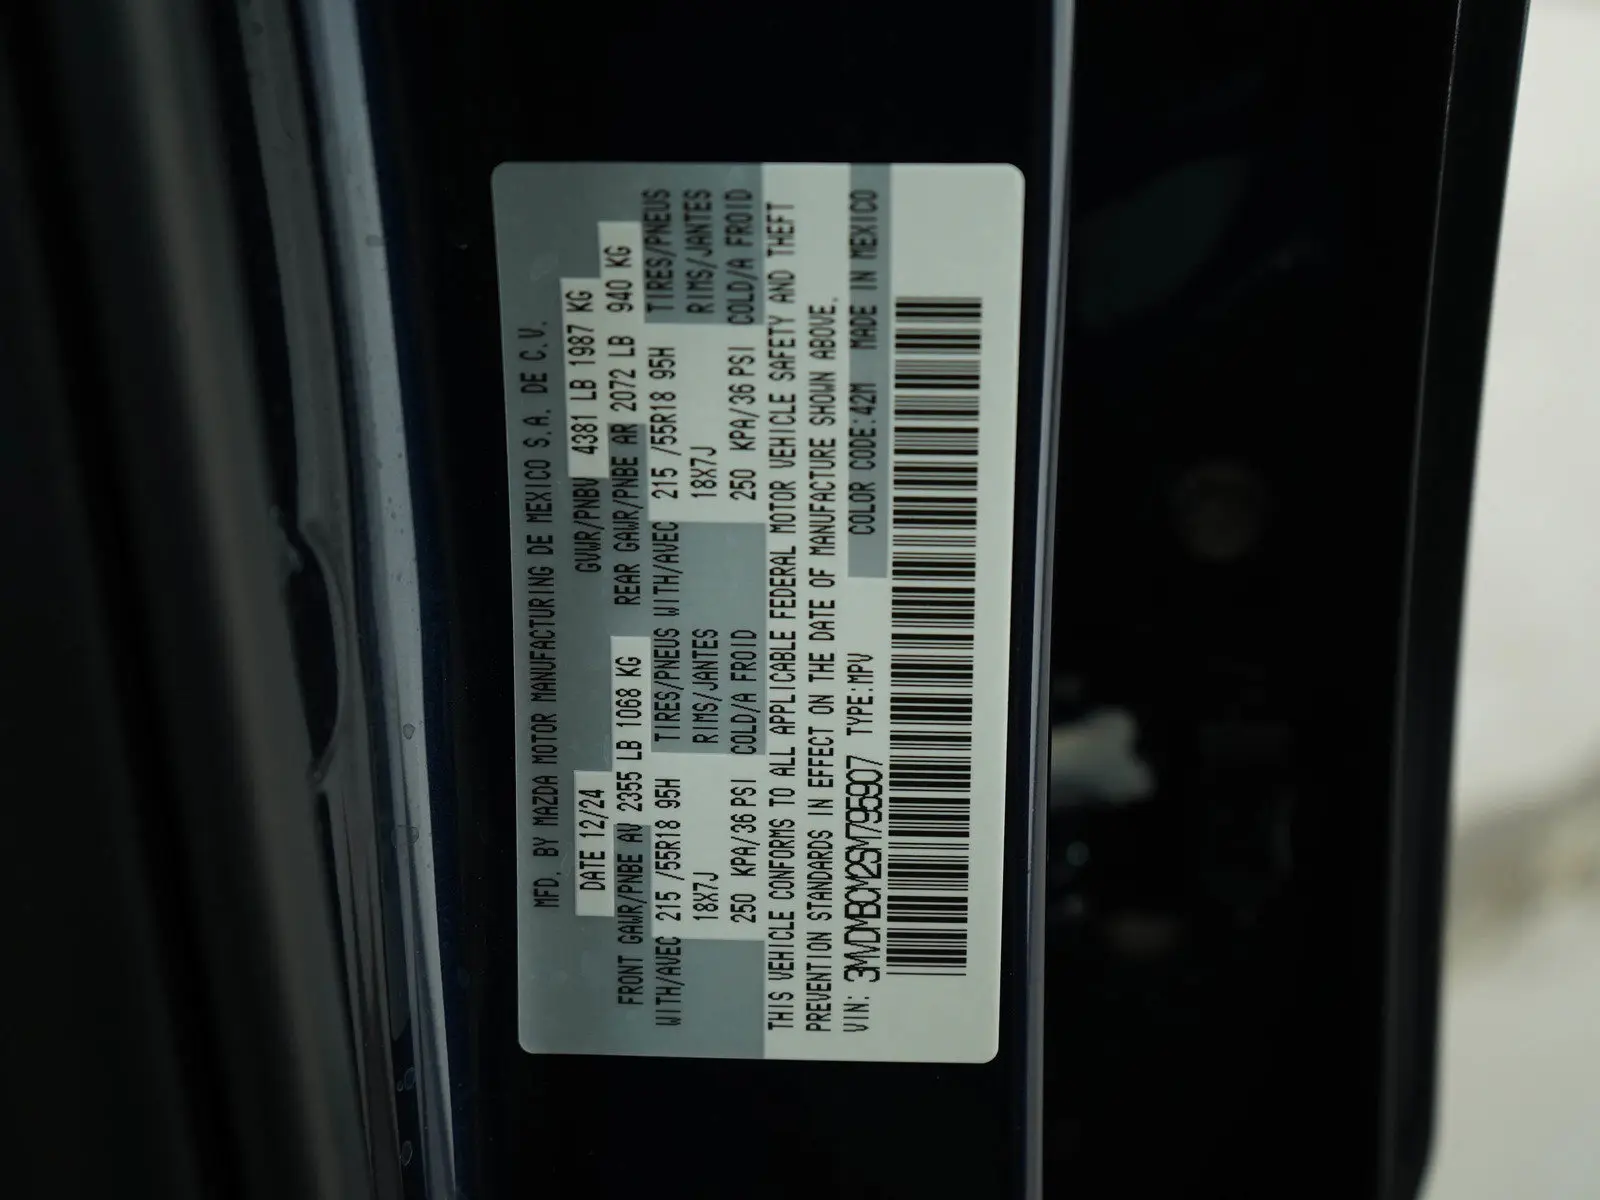 MFD. BY MAZDA MOTOR MANUFACTURING DE MEXICO S.A. DE C.V.
DATE 12/24 GVWR/PNBV 4381 LB 1987 KG
FRONT GAWR/PNBE AV 2355 LB 1068 KG REAR GAWR/PNBE AR 2072 LB 940 KG
WITH/AVEC 215 /55R18 95H TIRES/PNEUS WITH/AVEC 215 /55R18 95H TIRES/PNEUS
18X7J RIMS/JANTES 18X7J RIMS/JANTES
250 KPA/36 PSI COLD/A FROID 250 KPA/36 PSI COLD/A FROID
THIS VEHICLE CONFORMS TO ALL APPLICABLE FEDERAL MOTOR VEHICLE SAFETY AND THEFT
PREVENTION STANDARDS IN EFFECT ON THE DATE OF MANUFACTURE SHOWN ABOVE.
VIN: 3MVDMBCM2SM795907 TYPE:MPV COLOR CODE:42M MADE IN MEXICO